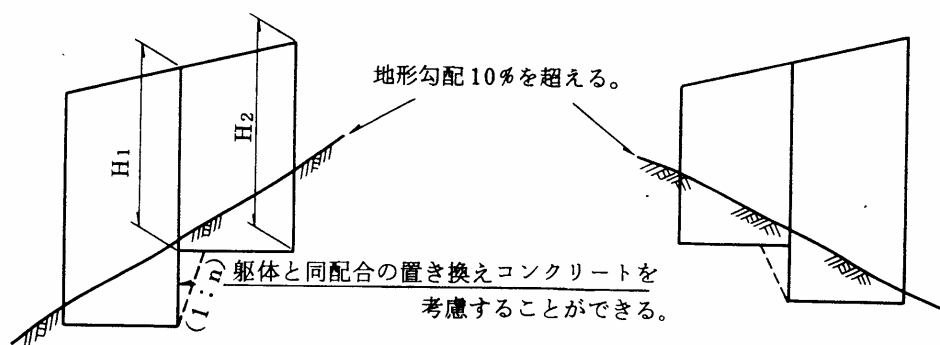 地形勾配10%を超える。
H₁
H₂
(1:n)
躯体と同配合の置き換えコンクリートを
考慮することができる。